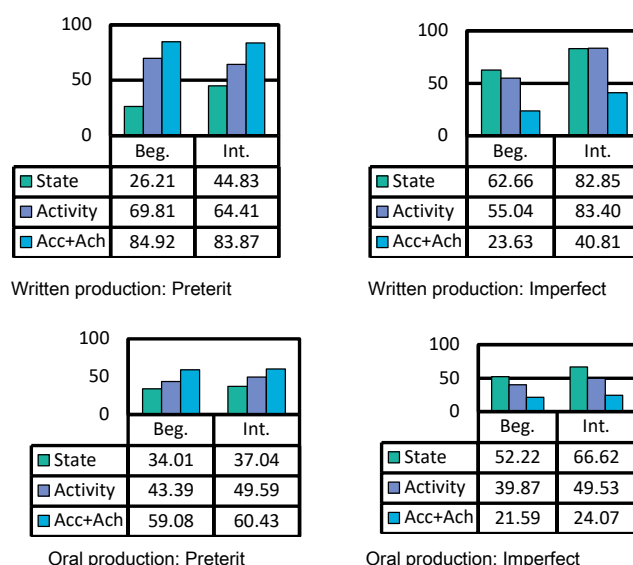 100
50
0
Beg. Int.
State 26.21 44.83
Activity 69.81 64.41
Acc+Ach 84.92 83.87
Written production: Preterit
100
50
0
Beg. Int.
State 62.66 82.85
Activity 55.04 83.40
Acc+Ach 23.63 40.81
Written production: Imperfect
100
50
0
Beg. Int.
State 34.01 37.04
Activity 43.39 49.59
Acc+Ach 59.08 60.43
Oral production: Preterit
100
50
0
Beg. Int.
State 52.22 66.62
Activity 39.87 49.53
Acc+Ach 21.59 24.07
Oral production: Imperfect